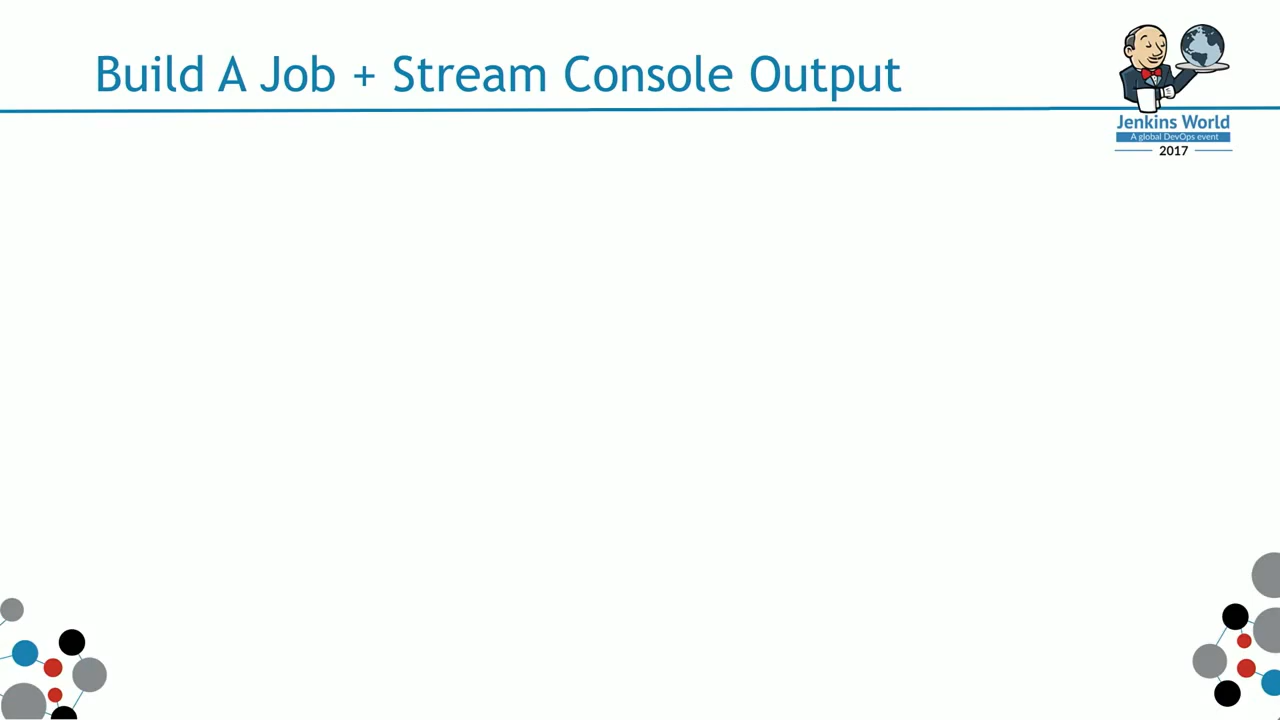 Build A Job + Stream Console Output
Jenkins World
A global DevOps event
2017